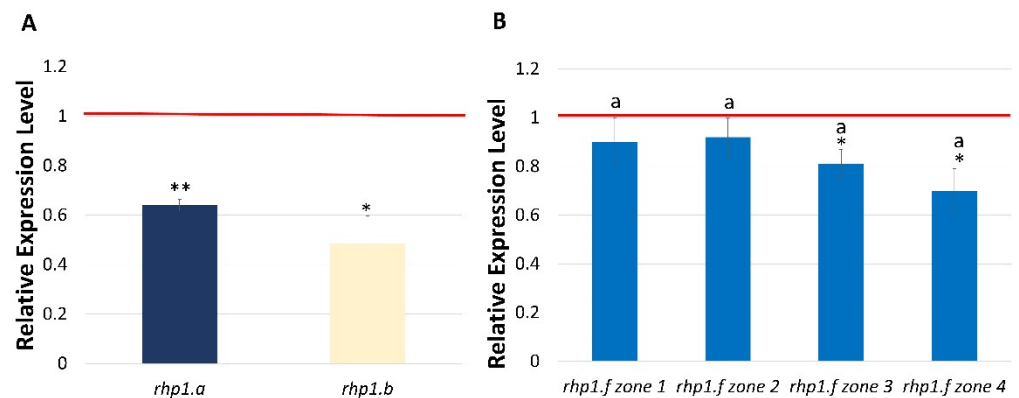 A
Relative Expression Level
1.2
1
0.8
0.6
0.4
0.2
0
**
*
rhp1.a
rhp1.b
B
Relative Expression Level
1.2
1
0.8
0.6
0.4
0.2
0
a
a
a
*
a
*
rhp1.f zone 1
rhp1.f zone 2
rhp1.f zone 3
rhp1.f zone 4